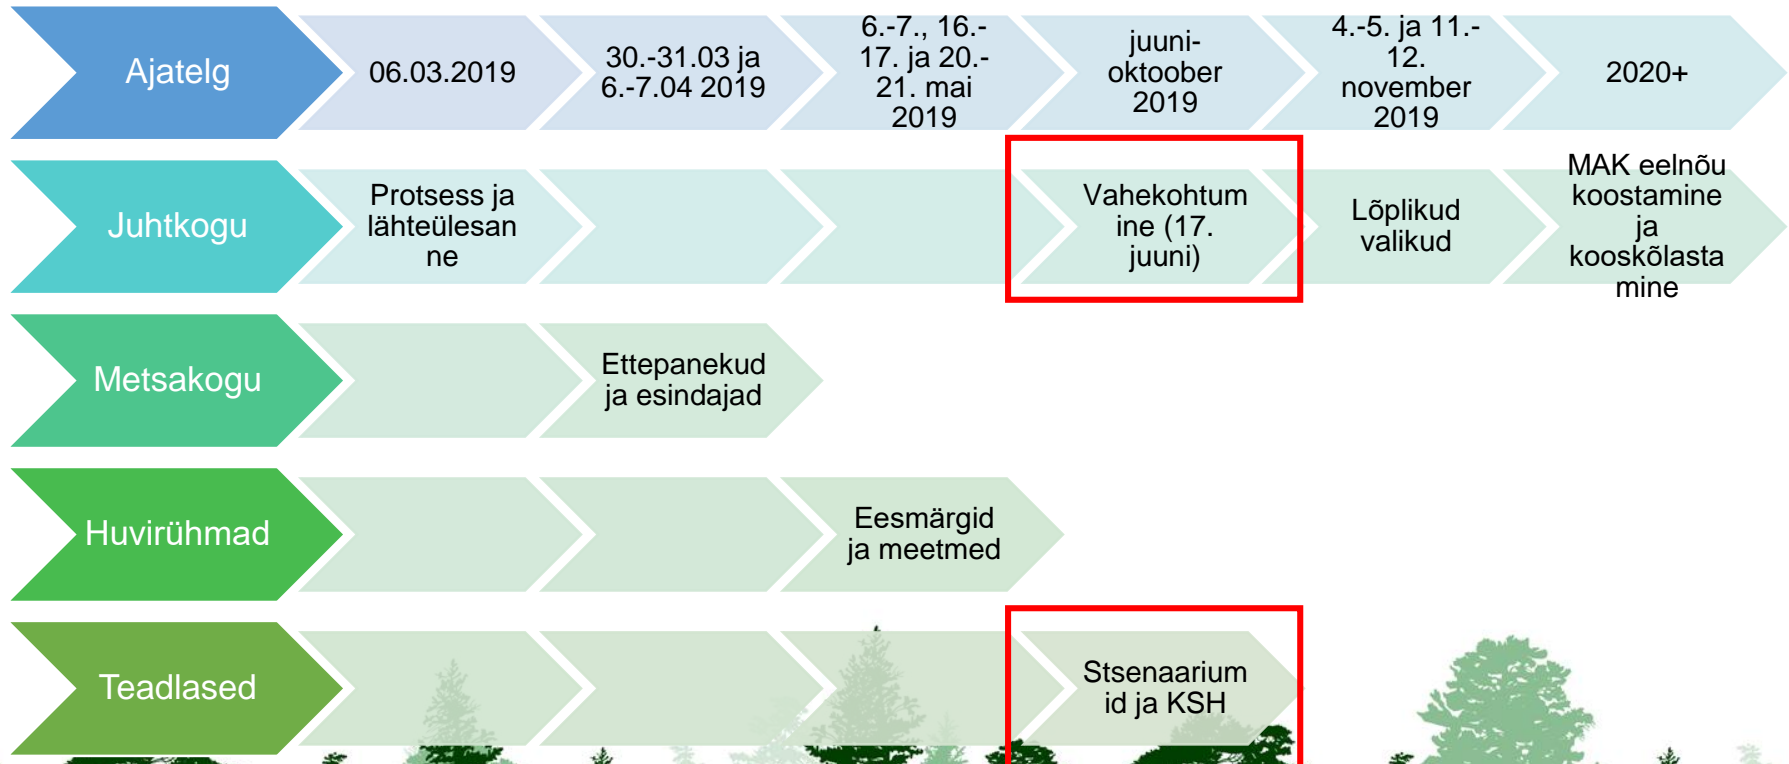 Ajatelg
06.03.2019
30.-31.03 ja
6.-7.04 2019
6.-7., 16.-
17. ja 20.-
21. mai
2019
juuni-
oktoober
2019
4.-5. ja 11.-
12.
november
2019
2020+
Juhtkogu
Protsess ja
lähteülesan
ne
Vahekohtum
ine (17.
juuni)
Lõplikud
valikud
MAK eelnõu
koostamine
ja
kooskõlasta
mine
Metsakogu
Ettepanekud
ja esindajad
Huvirühmad
Eesmärgid
ja meetmed
Teadlased
Stsenaarium
id ja KSH